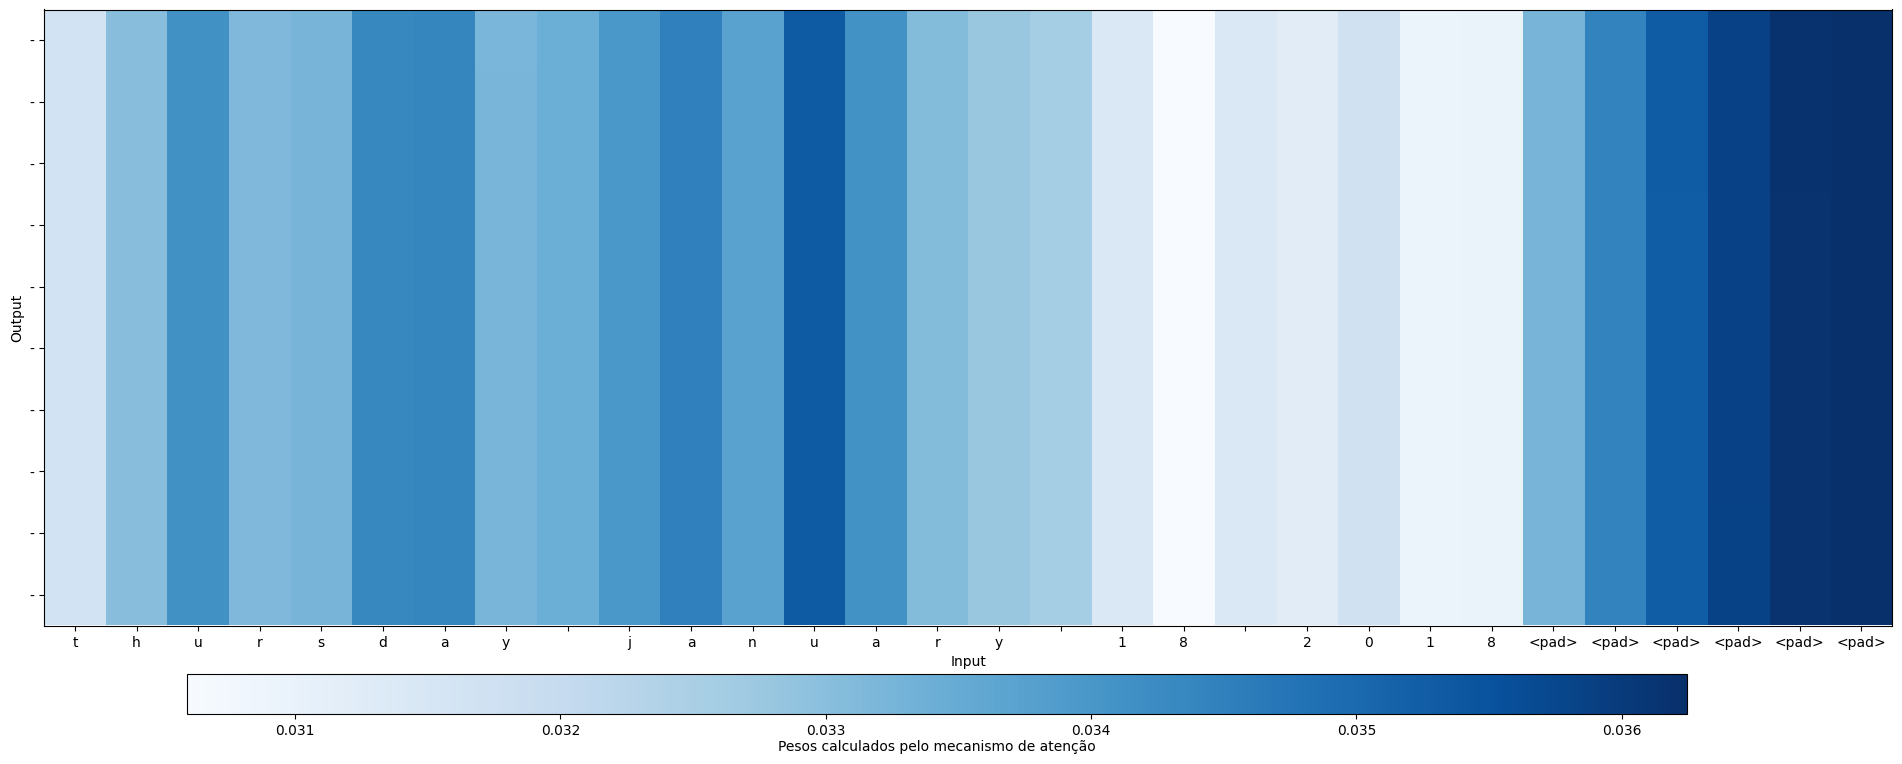 Output
- - - - - - - - - -
t h u r s d a y j a n u a r y 1 8 2 0 1 8 <pad> <pad> <pad> <pad> <pad> <pad>
Input
0.031 0.032 0.033 0.034 0.035 0.036
Pesos calculados pelo mecanismo de atenção